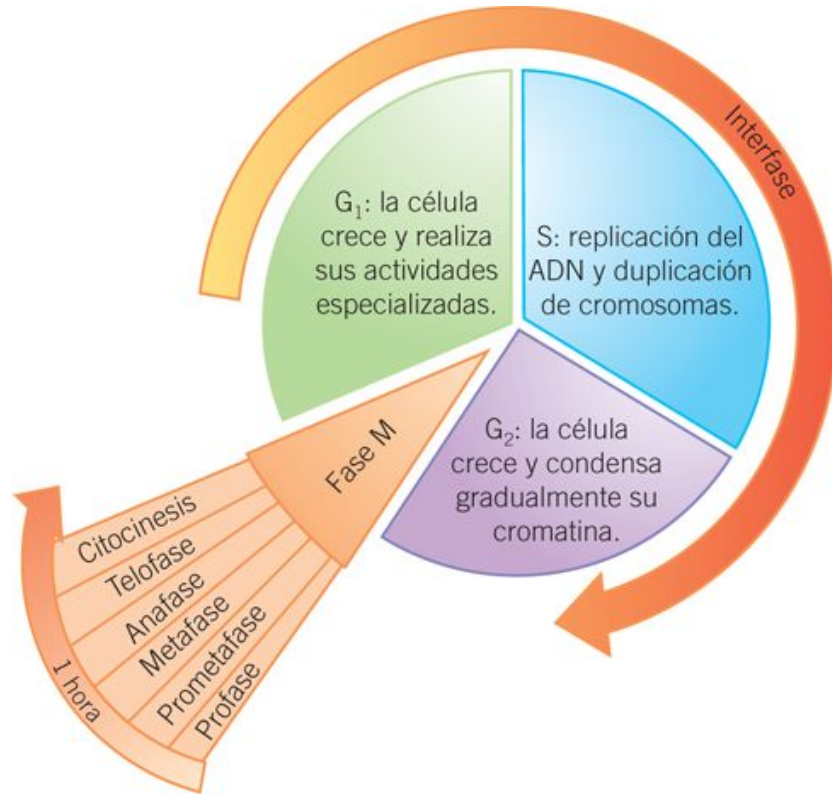 Interfase
G₁: la célula
crece y realiza
sus actividades
especializadas.
S: replicación del
ADN y duplicación
de cromosomas.
G₂: la célula
crece y condensa
gradualmente su
cromatina.
Fase M
Citocinesis
Telofase
Anafase
Metafase
Prometafase
Profase
1 hora